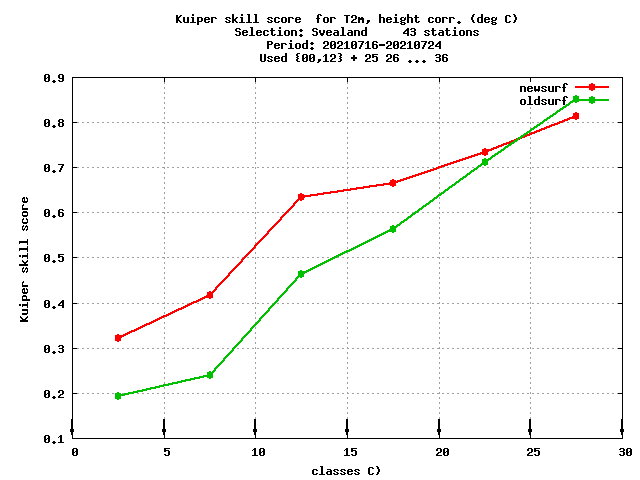 Kuiper skill score  for T2m, height corr. (deg C)
Selection: Svealand     43 stations
Period: 20210716-20210724
Used {00,12} + 25 26 ... 36
newsurf
oldsurf
0.9
0.8
0.7
0.6
0.5
0.4
0.3
0.2
0.1
Kuiper skill score
0 5 10 15 20 25 30
classes C)